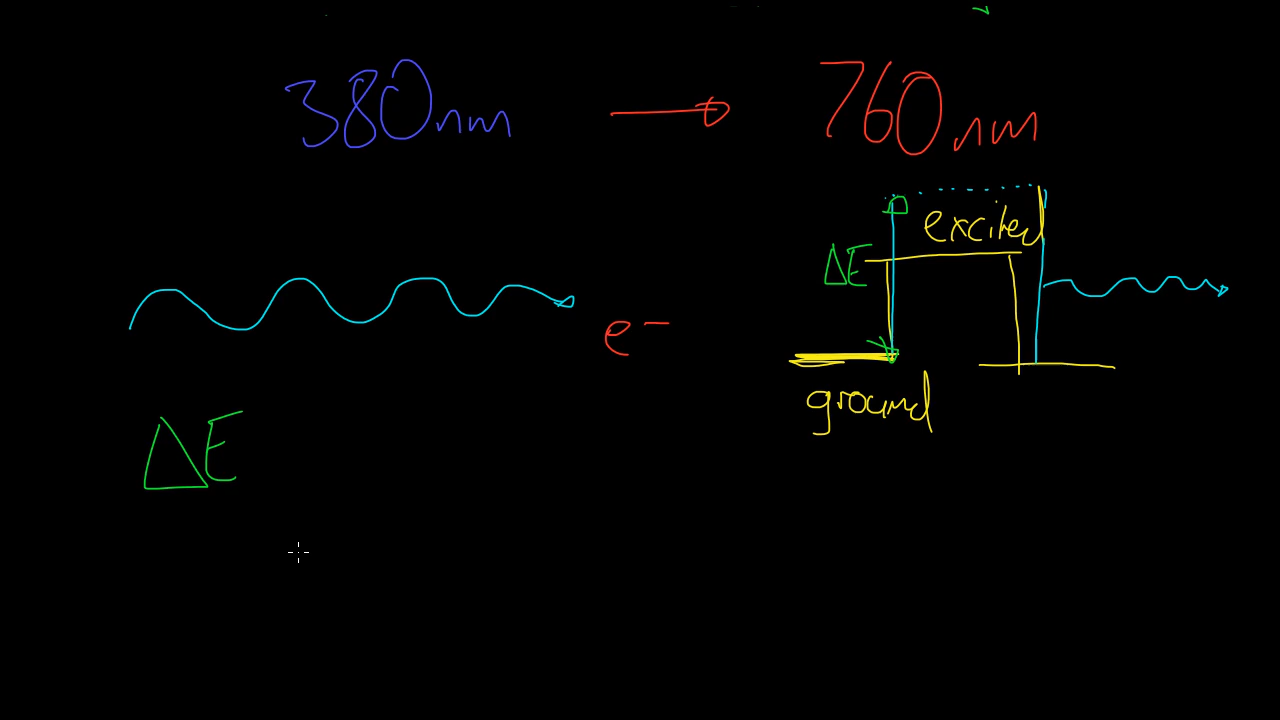 380nm → 760nm
excited
ΔE
e⁻
ground
ΔE